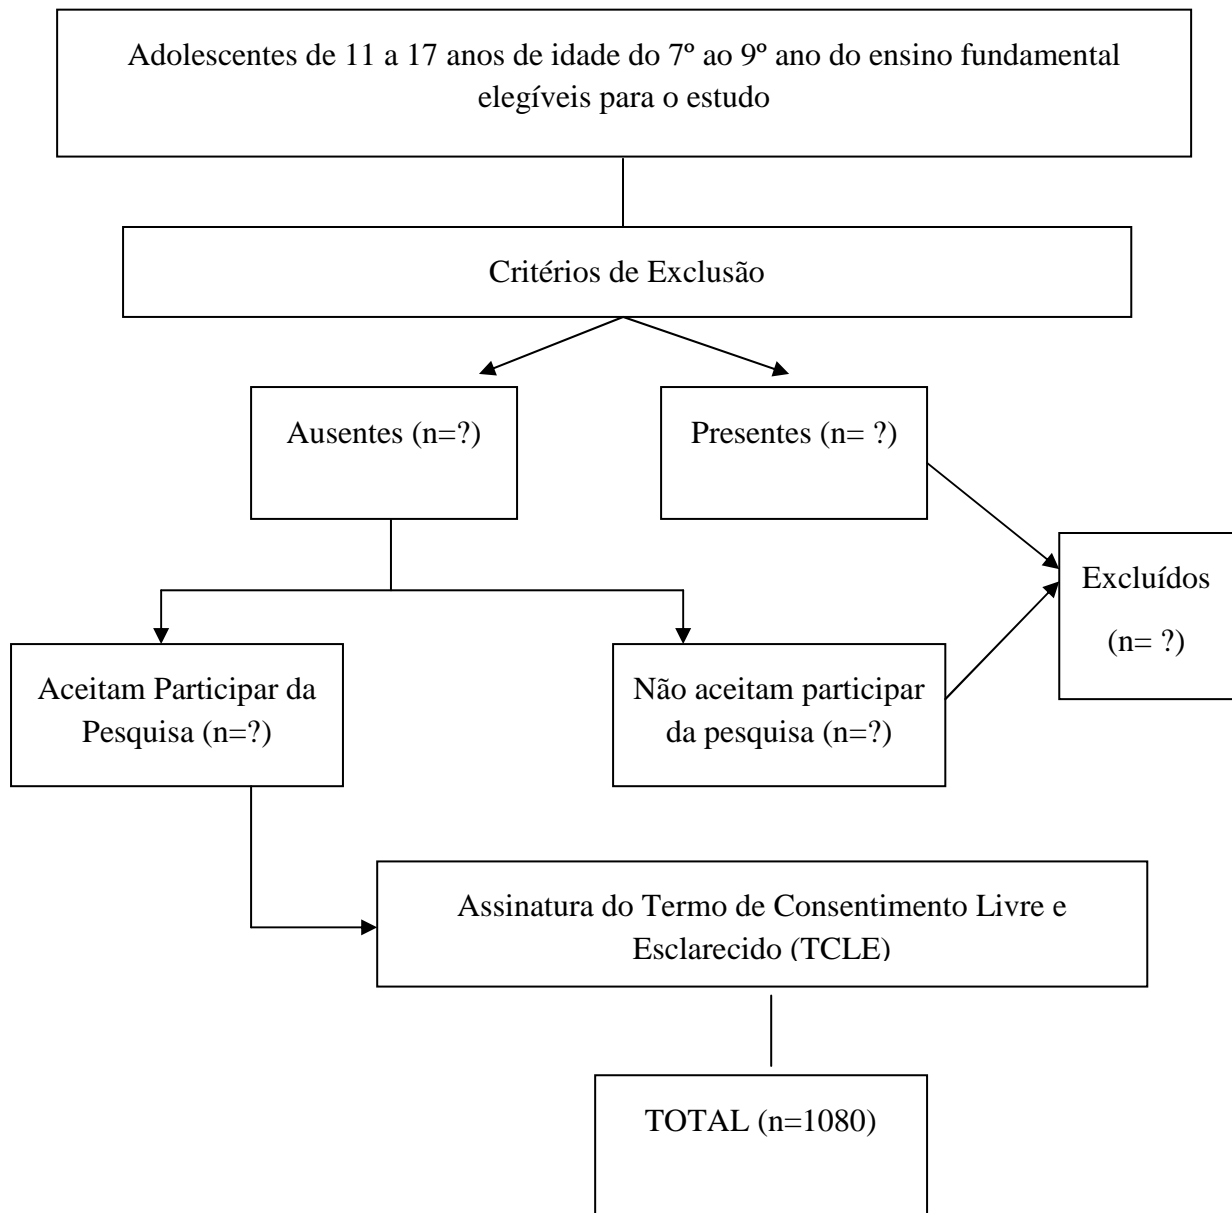 Adolescentes de 11 a 17 anos de idade do 7º ao 9º ano do ensino fundamental
elegíveis para o estudo
Critérios de Exclusão
Ausentes (n=?)
Presentes (n= ?)
Excluídos
(n= ?)
Aceitam Participar da
Pesquisa (n=?)
Não aceitam participar
da pesquisa (n=?)
Assinatura do Termo de Consentimento Livre e
Esclarecido (TCLE)
TOTAL (n=1080)